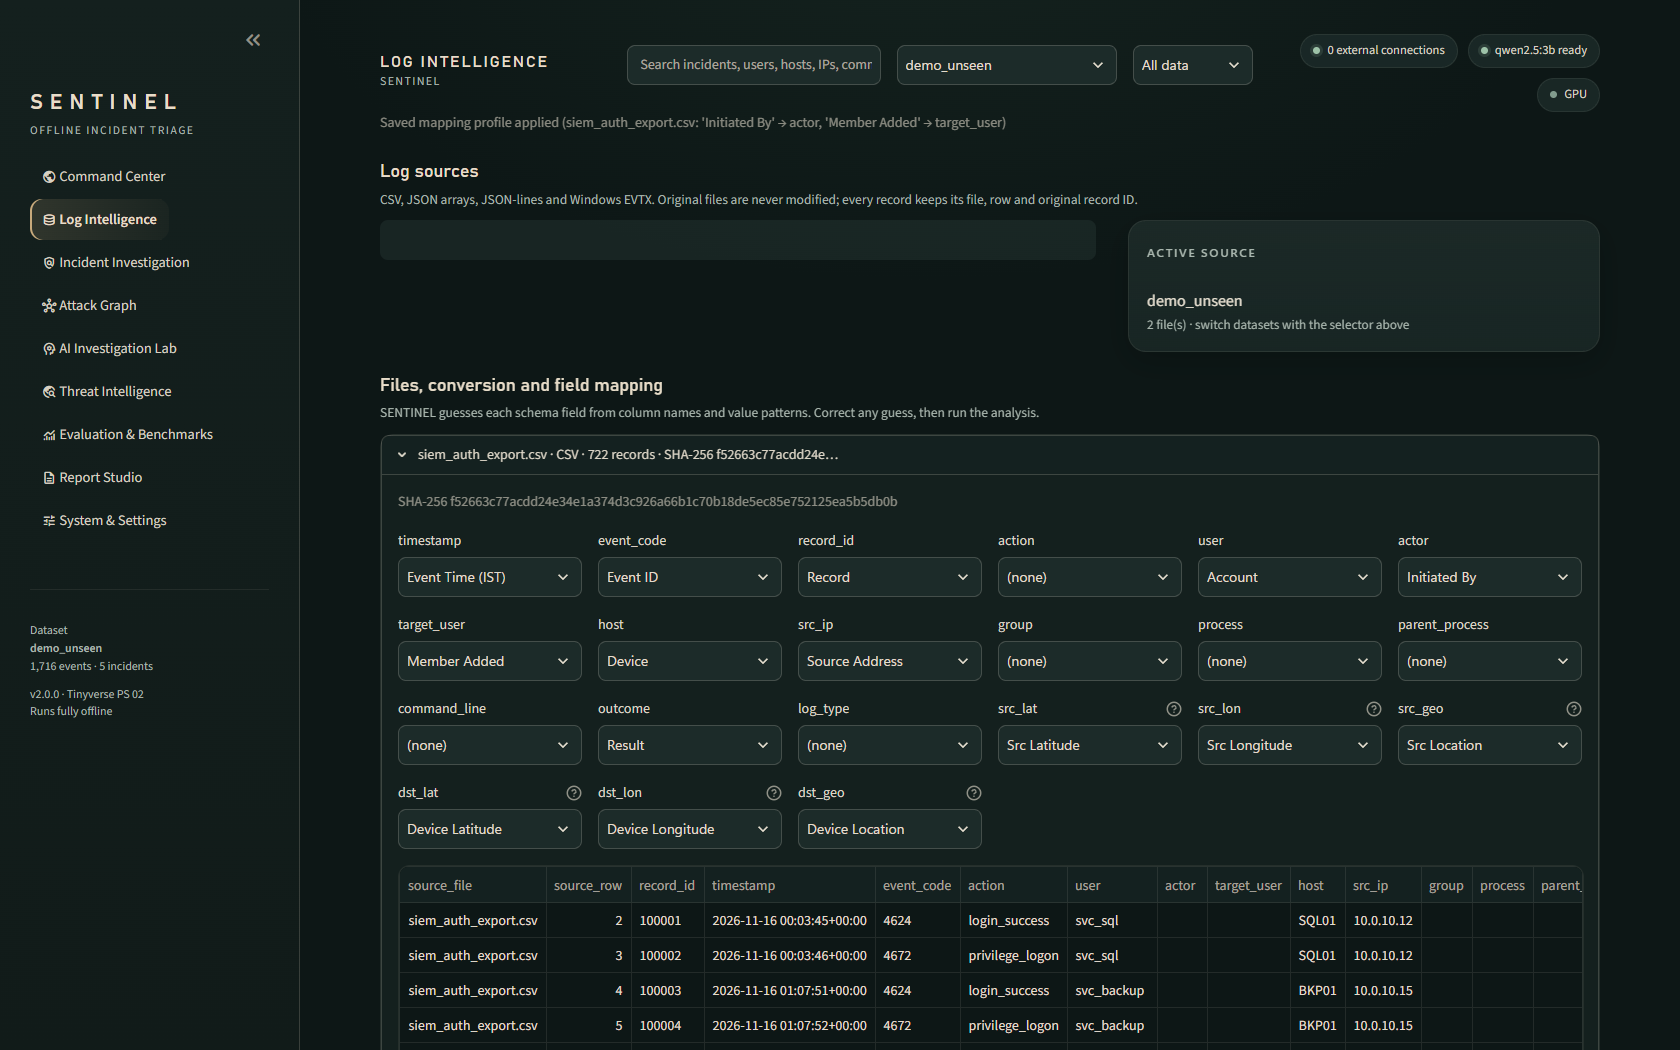 SENTINEL
OFFLINE INCIDENT TRIAGE
Command Center
Log Intelligence
Incident Investigation
Attack Graph
AI Investigation Lab
Threat Intelligence
Evaluation & Benchmarks
Report Studio
System & Settings
Dataset
demo_unseen
1,716 events · 5 incidents
v2.0.0 · Tinyverse PS 02
Runs fully offline
LOG INTELLIGENCE
SENTINEL
Search incidents, users, hosts, IPs, comr
demo_unseen
All data
0 external connections
qwen2.5:3b ready
GPU
Saved mapping profile applied (siem_auth_export.csv: 'Initiated By' → actor, 'Member Added' → target_user)
Log sources
CSV, JSON arrays, JSON-lines and Windows EVTX. Original files are never modified; every record keeps its file, row and original record ID.
ACTIVE SOURCE
demo_unseen
2 file(s) · switch datasets with the selector above
Files, conversion and field mapping
SENTINEL guesses each schema field from column names and value patterns. Correct any guess, then run the analysis.
siem_auth_export.csv · CSV · 722 records · SHA-256 f52663c77acdd24e…
SHA-256 f52663c77acdd24e34e1a374d3c926a66b1c70b18de5ec85e752125ea5b5db0b
timestamp event_code record_id action user actor
Event Time (IST) Event ID Record (none) Account Initiated By
target_user host src_ip group process parent_process
Member Added Device Source Address (none) (none) (none)
command_line outcome log_type src_lat src_lon src_geo
(none) Result (none) Src Latitude Src Longitude Src Location
dst_lat dst_lon dst_geo
Device Latitude Device Longitude Device Location
source_file source_row record_id timestamp event_code action user actor target_user host src_ip group process parent_
siem_auth_export.csv 2 100001 2026-11-16 00:03:45+00:00 4624 login_success svc_sql SQL01 10.0.10.12
siem_auth_export.csv 3 100002 2026-11-16 00:03:46+00:00 4672 privilege_logon svc_sql SQL01 10.0.10.12
siem_auth_export.csv 4 100003 2026-11-16 01:07:51+00:00 4624 login_success svc_backup BKP01 10.0.10.15
siem_auth_export.csv 5 100004 2026-11-16 01:07:52+00:00 4672 privilege_logon svc_backup BKP01 10.0.10.15